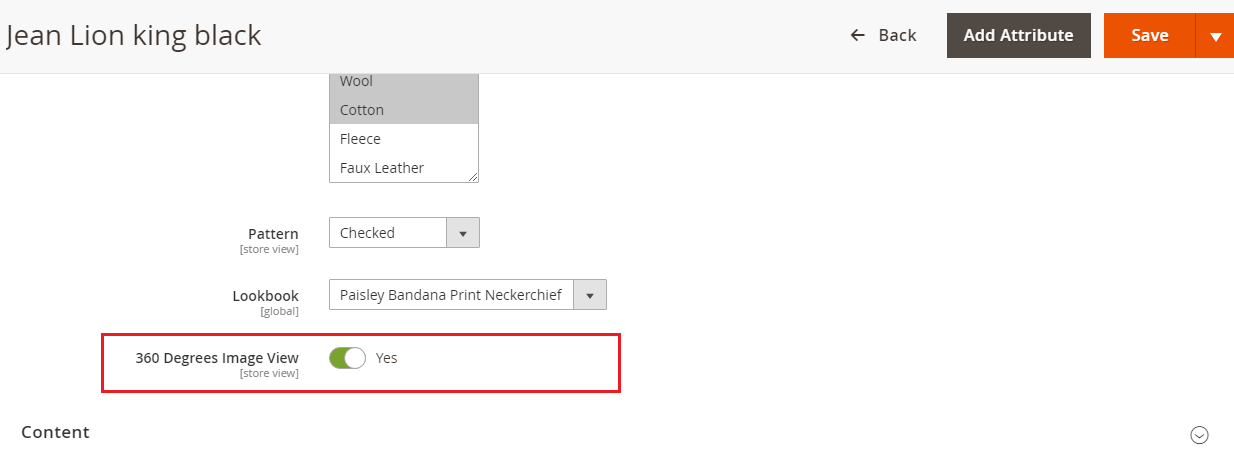 Jean Lion king black
Back
Add Attribute
Save
Wool
Cotton
Fleece
Faux Leather
Pattern
[store view]
Checked
Lookbook
[global]
Paisley Bandana Print Neckerchief
360 Degrees Image View
[store view]
Yes
Content